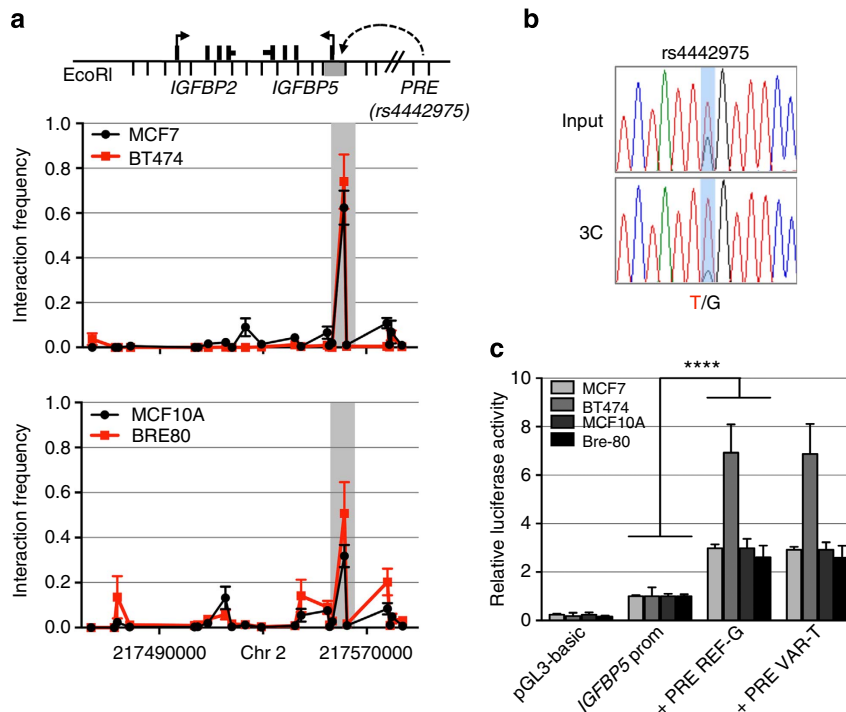 a
EcoRI
IGFBP2
IGFBP5
PRE
(rs4442975)
1.0
0.8
0.6
0.4
0.2
0.0
Interaction frequency
MCF7
BT474
1.0
0.8
0.6
0.4
0.2
0.0
Interaction frequency
MCF10A
BRE80
217490000
Chr 2
217570000
b
rs4442975
Input
3C
T/G
c
****
10
8
6
4
2
0
Relative luciferase activity
MCF7
BT474
MCF10A
Bre-80
pGL3-basic
IGFBP5 prom
+ PRE REF-G
+ PRE VAR-T